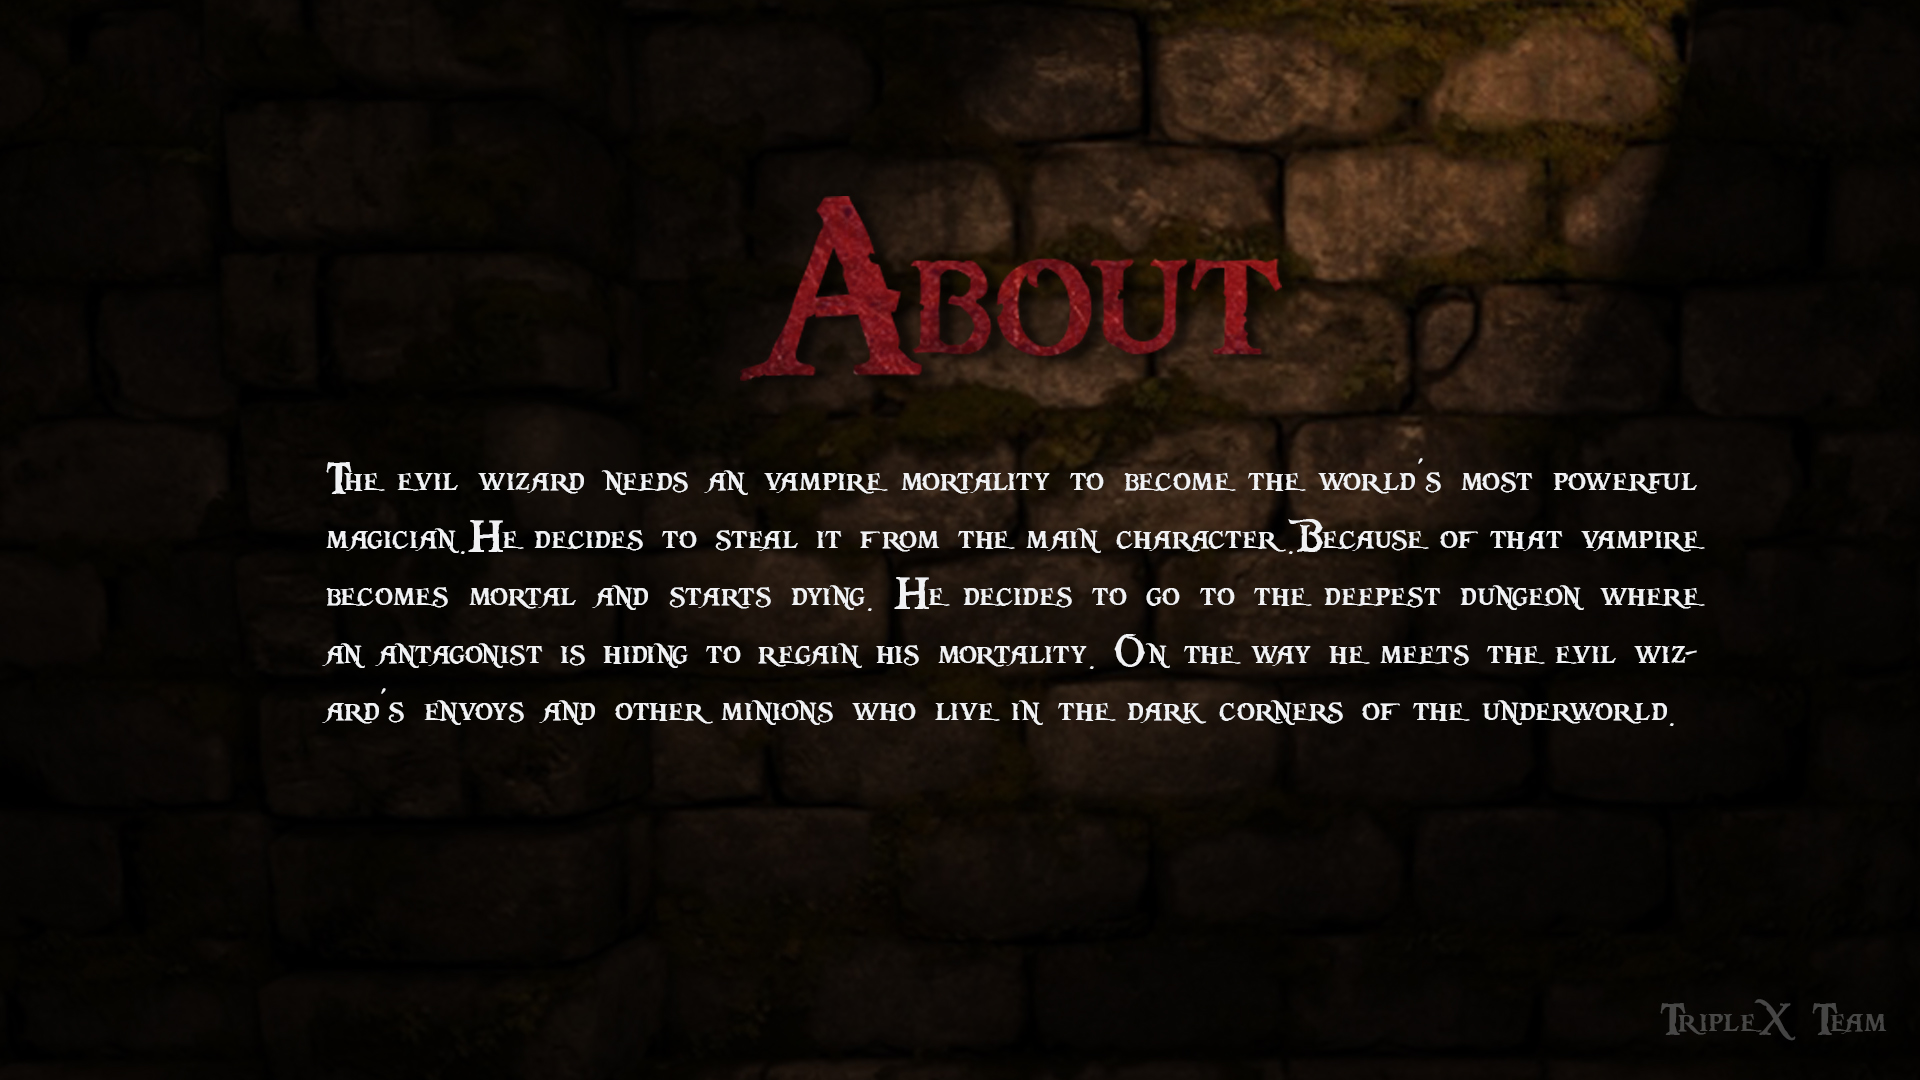 About
The evil wizard needs an vampire mortality to become the world's most powerful
magician.He decides to steal it from the main character.Because of that vampire
becomes mortal and starts dying. He decides to go to the deepest dungeon where
an antagonist is hiding to regain his mortality. On the way he meets the evil wiz-
ard's envoys and other minions who live in the dark corners of the underworld.
TripleX Team